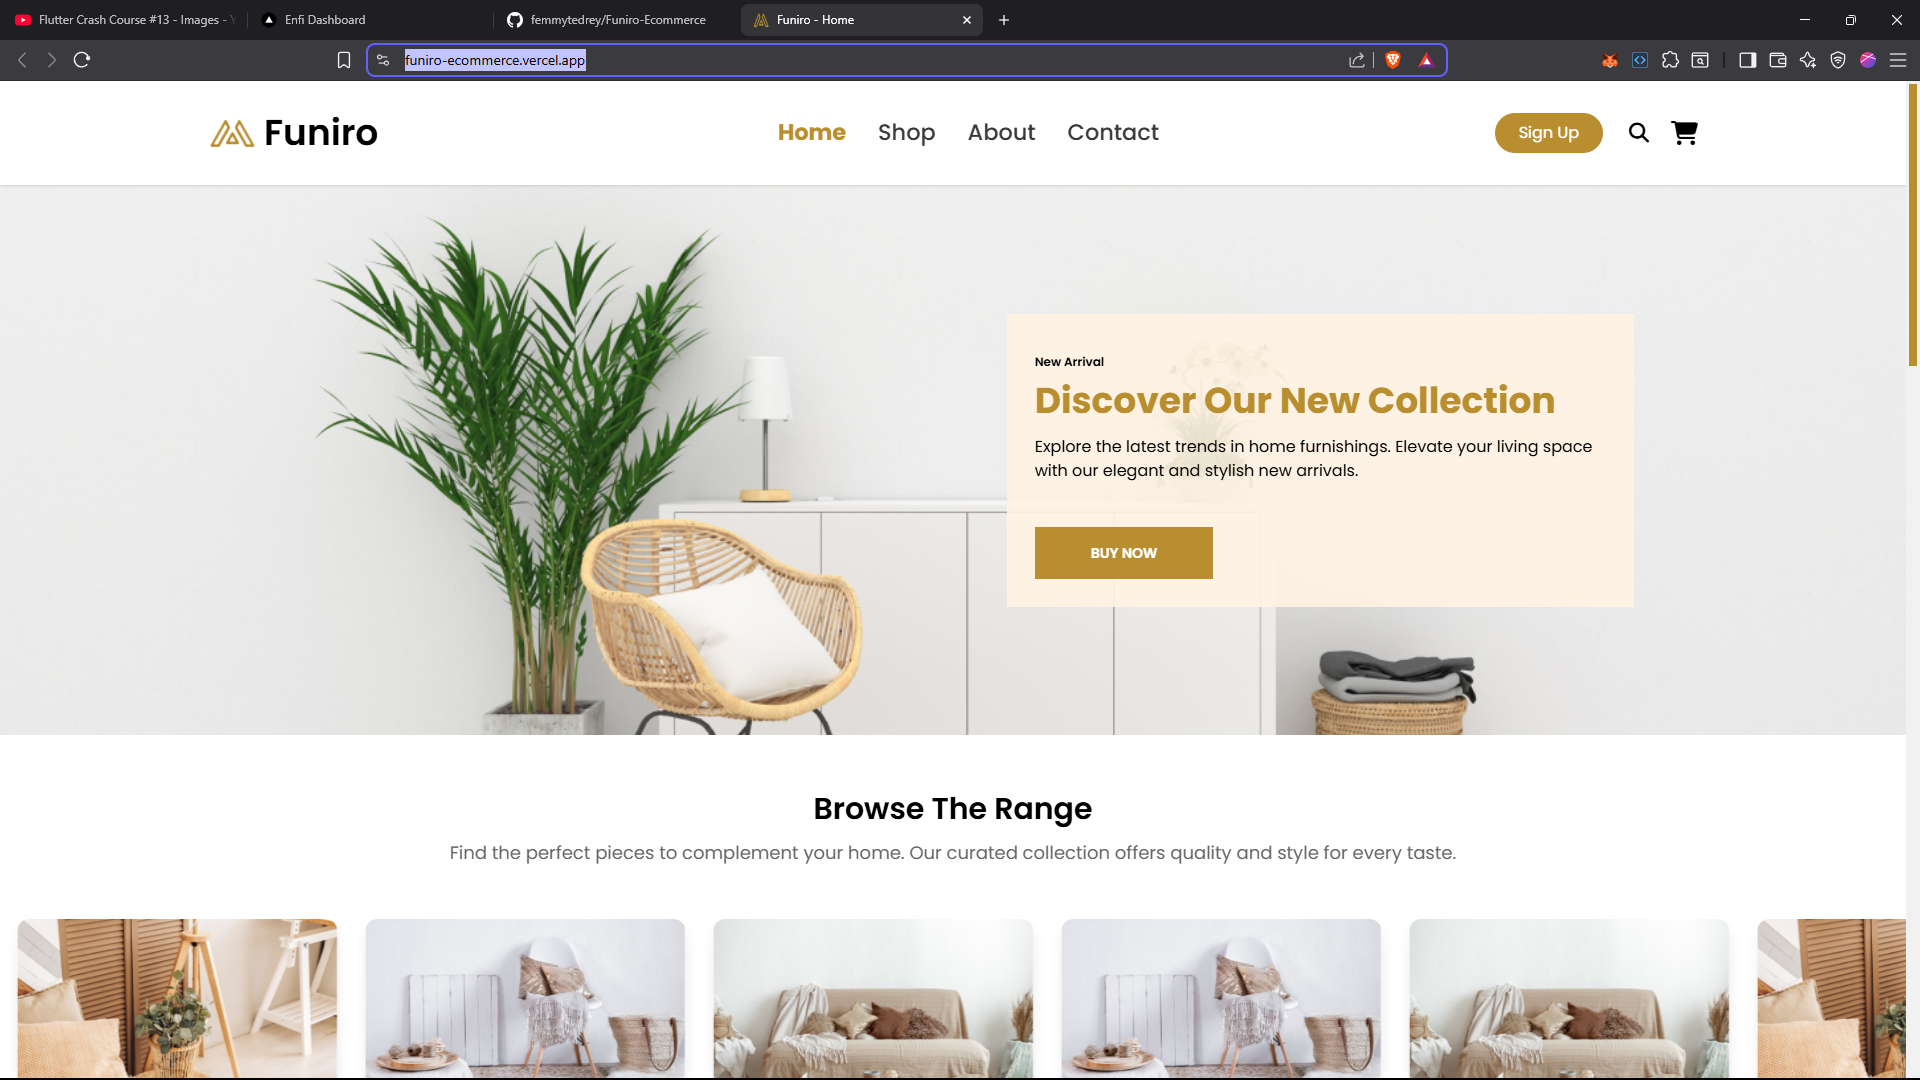 Flutter Crash Course #13 - Images -
Enfi Dashboard
femmytedrey/Funiro-Ecommerce
Funiro - Home
funiro-ecommerce.vercel.app
Funiro
Home
Shop
About
Contact
Sign Up
New Arrival
Discover Our New Collection
Explore the latest trends in home furnishings. Elevate your living space
with our elegant and stylish new arrivals.
BUY NOW
Browse The Range
Find the perfect pieces to complement your home. Our curated collection offers quality and style for every taste.